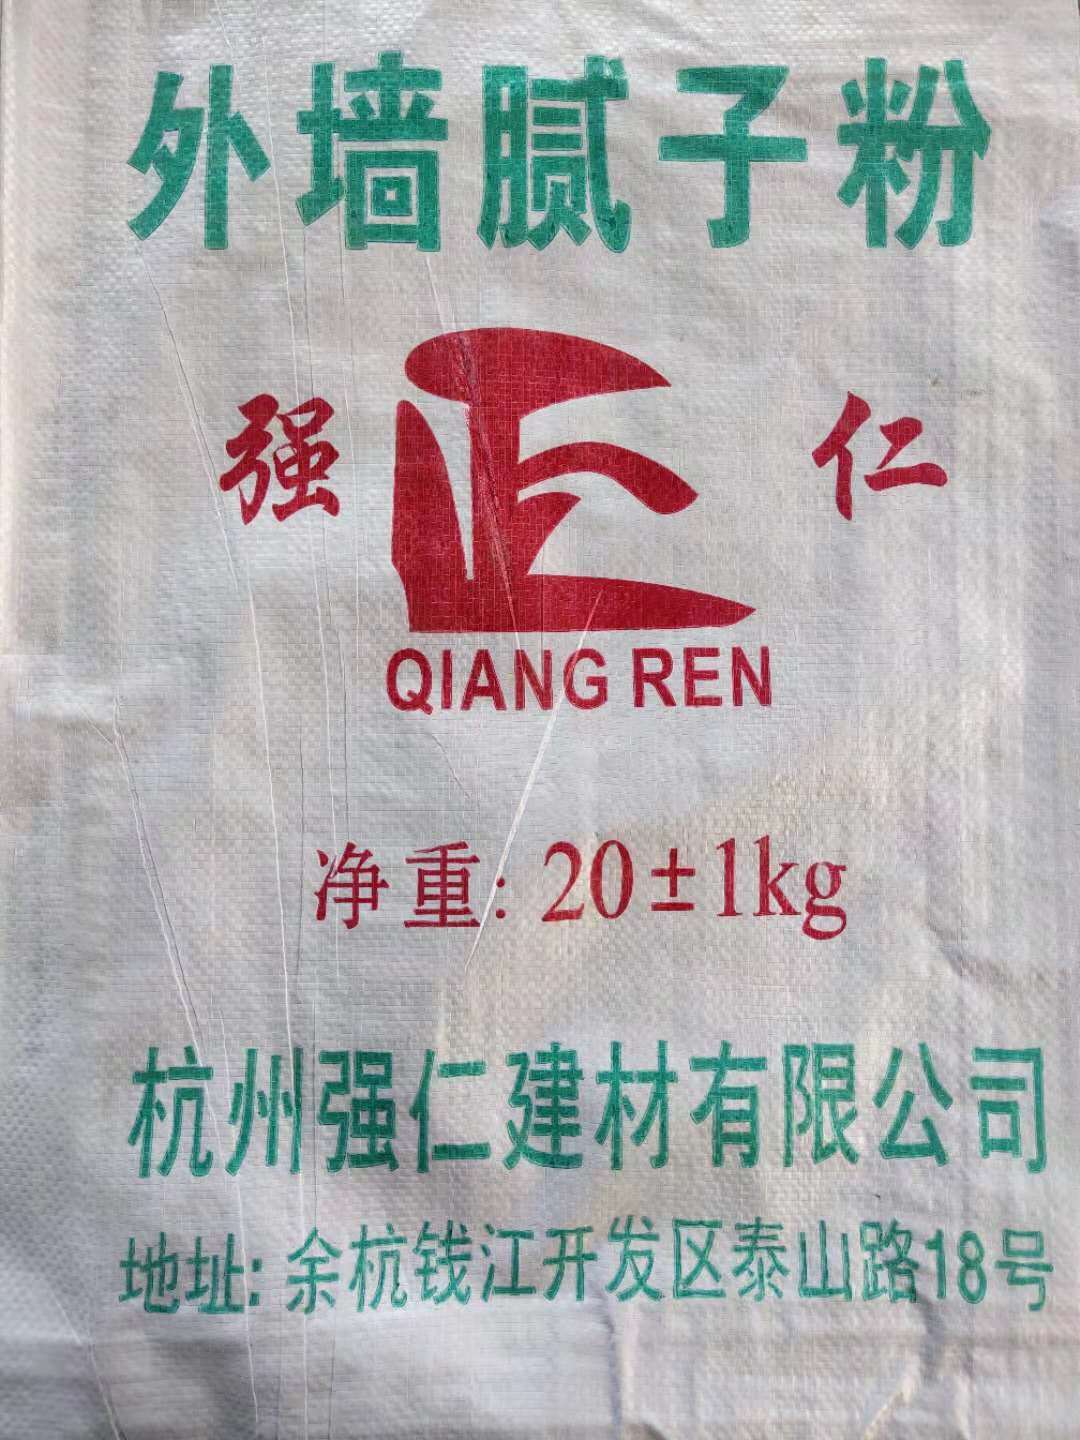 外墙腻子粉
强 仁
QIANG REN
净重: 20±1kg
杭州强仁建材有限公司
地址: 余杭钱江开发区泰山路18号